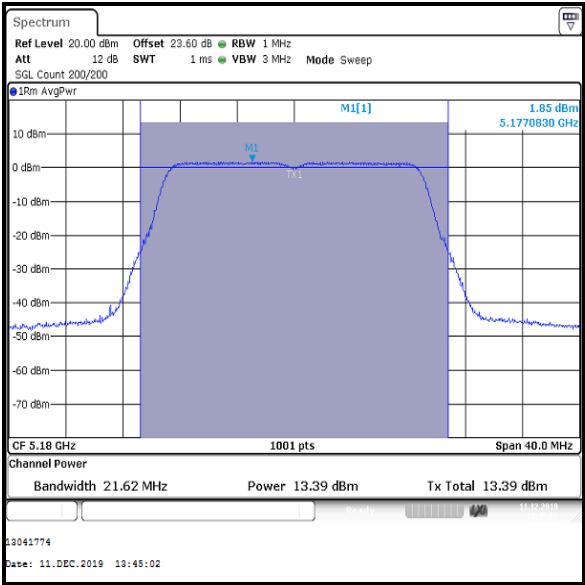 Spectrum
Ref Level 20.00 dBm Offset 23.60 dB RBW 1 MHz
Att 12 dB SWT 1 ms VBW 3 MHz Mode Sweep
SGL Count 200/200
1Rm AvgPwr
M1[1] 1.85 dBm
5.1770830 GHz
10 dBm
M1
0 dBm
TX1
-10 dBm
-20 dBm
-30 dBm
-40 dBm
-50 dBm
-60 dBm
-70 dBm
CF 5.18 GHz 1001 pts Span 40.0 MHz
Channel Power
Bandwidth 21.62 MHz Power 13.39 dBm Tx Total 13.39 dBm
Ready 11.12.2019
13041774
Date: 11.DEC.2019 13:45:02